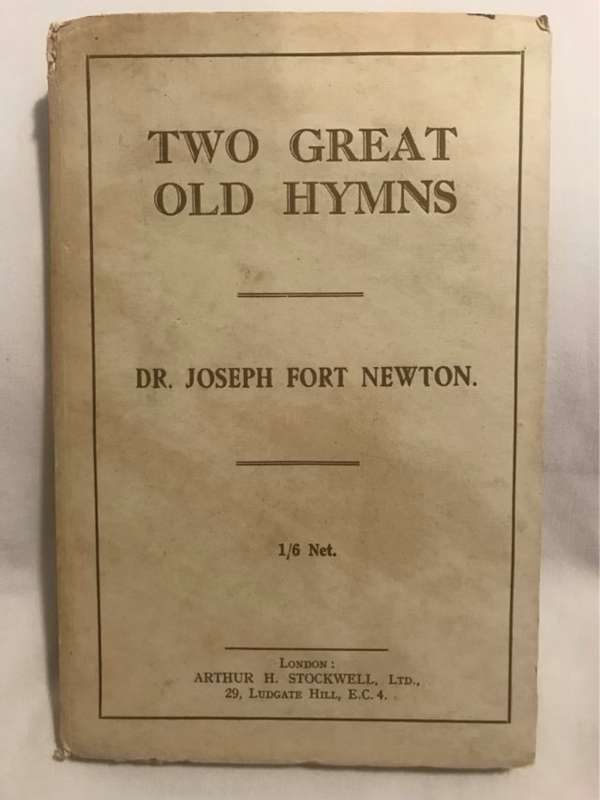 TWO GREAT
OLD HYMNS
DR. JOSEPH FORT NEWTON.
1/6 Net.
LONDON:
ARTHUR H. STOCKWELL, LTD.,
29, LUDGATE HILL, E.C. 4.